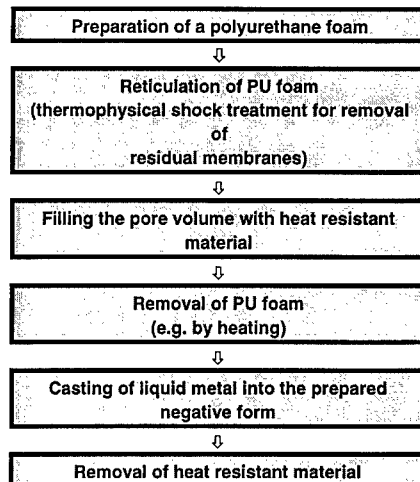 Preparation of a polyurethane foam
Reticulation of PU foam
(thermophysical shock treatment for removal
of
residual membranes)
Filling the pore volume with heat resistant
material
Removal of PU foam
(e.g. by heating)
Casting of liquid metal into the prepared
negative form
Removal of heat resistant material